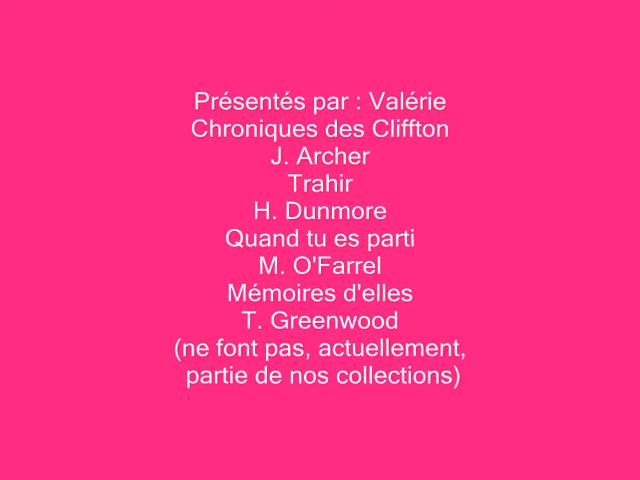 Présentés par : Valérie
Chroniques des Cliffton
J. Archer
Trahir
H. Dunmore
Quand tu es parti
M. O'Farrel
Mémoires d'elles
T. Greenwood
(ne font pas, actuellement,
partie de nos collections)